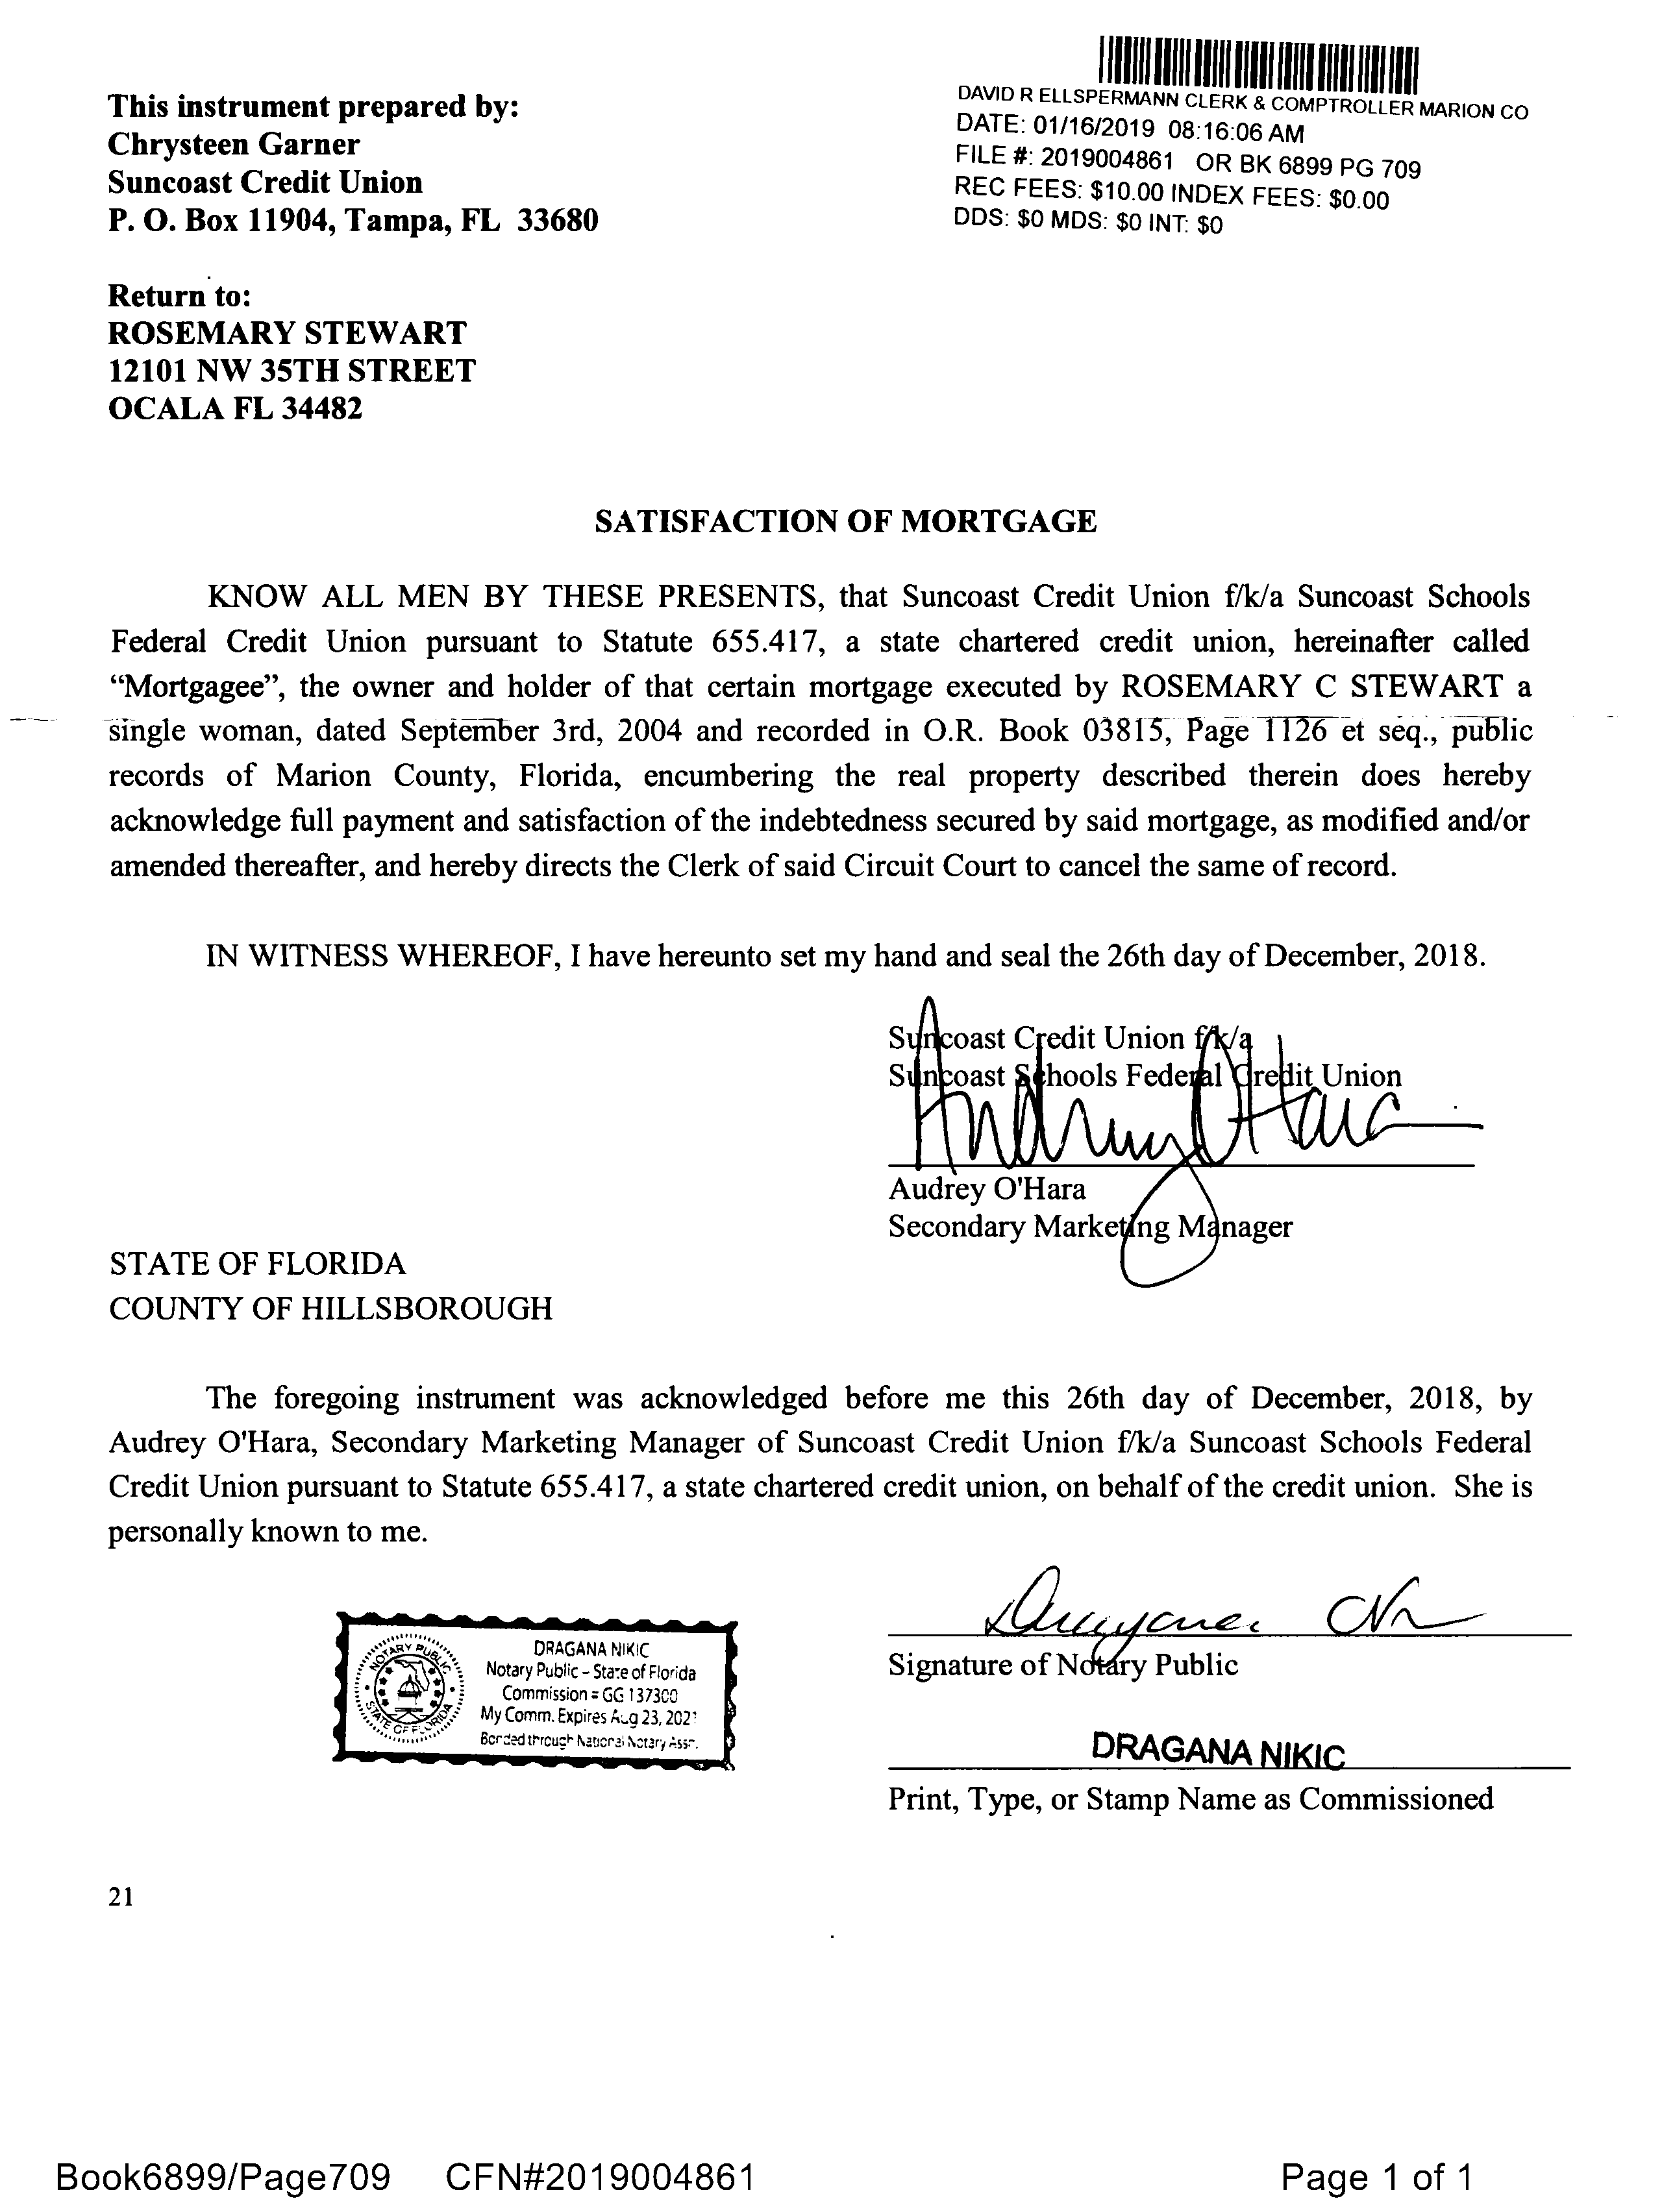 This instrument prepared by:
Chrysteen Garner
Suncoast Credit Union
P. O. Box 11904, Tampa, FL 33680
DAVID R ELLSPERMANN CLERK & COMPTROLLER MARION CO
DATE: 01/16/2019 08:16:06 AM
FILE #: 2019004861 OR BK 6899 PG 709
REC FEES: $10.00 INDEX FEES: $0.00
DDS: $0 MDS: $0 INT: $0
Return to:
ROSEMARY STEWART
12101 NW 35TH STREET
OCALA FL 34482
SATISFACTION OF MORTGAGE
KNOW ALL MEN BY THESE PRESENTS, that Suncoast Credit Union f/k/a Suncoast Schools
Federal Credit Union pursuant to Statute 655.417, a state chartered credit union, hereinafter called
“Mortgagee”, the owner and holder of that certain mortgage executed by ROSEMARY C STEWART a
single woman, dated September 3rd, 2004 and recorded in O.R. Book 03815, Page 1126 et seq., public
records of Marion County, Florida, encumbering the real property described therein does hereby
acknowledge full payment and satisfaction of the indebtedness secured by said mortgage, as modified and/or
amended thereafter, and hereby directs the Clerk of said Circuit Court to cancel the same of record.
IN WITNESS WHEREOF, I have hereunto set my hand and seal the 26th day of December, 2018.
Suncoast Credit Union f/k/a
Suncoast Schools Federal Credit Union
Audrey O'Hara
Secondary Marketing Manager
STATE OF FLORIDA
COUNTY OF HILLSBOROUGH
The foregoing instrument was acknowledged before me this 26th day of December, 2018, by
Audrey O'Hara, Secondary Marketing Manager of Suncoast Credit Union f/k/a Suncoast Schools Federal
Credit Union pursuant to Statute 655.417, a state chartered credit union, on behalf of the credit union. She is
personally known to me.
NOTARY PUBLIC
STATE OF FLORIDA
DRAGANA NIKIC
Notary Public – State of Florida
Commission # GG 137300
My Comm. Expires Aug 23, 2021
Bonded through National Notary Assn.
Signature of Notary Public
DRAGANA NIKIC
Print, Type, or Stamp Name as Commissioned
21
Book6899/Page709 CFN#2019004861 Page 1 of 1